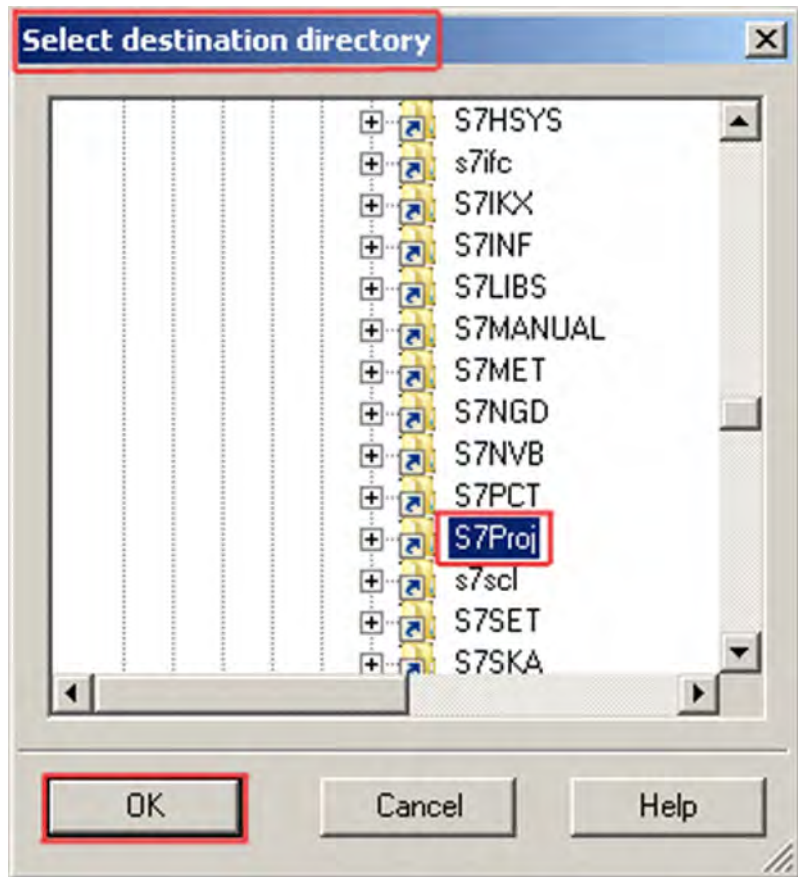 Select destination directory
S7HSYS
s7ifc
S7IKX
S7INF
S7LIBS
S7MANUAL
S7MET
S7NGD
S7NVB
S7PCT
S7Proj
s7scl
S7SET
S7SKA
OK Cancel Help